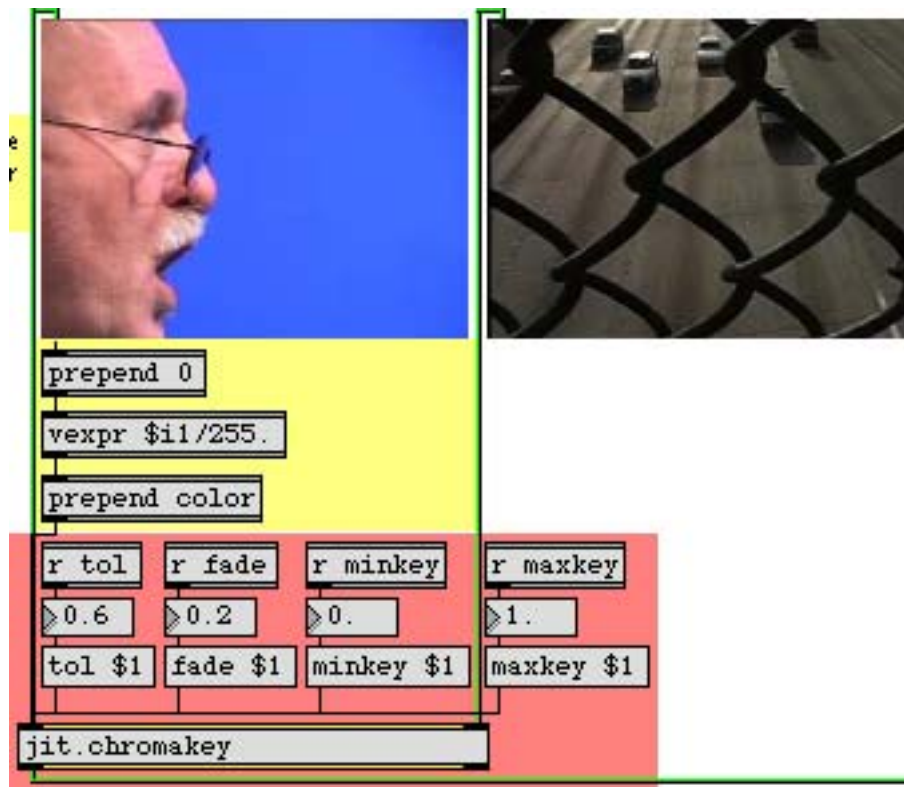 e
r
prepend 0
vexpr $i1/255.
prepend color
r tol
r fade
r minkey
r maxkey
0.6
0.2
0.
1.
tol $1
fade $1
minkey $1
maxkey $1
jit.chromakey